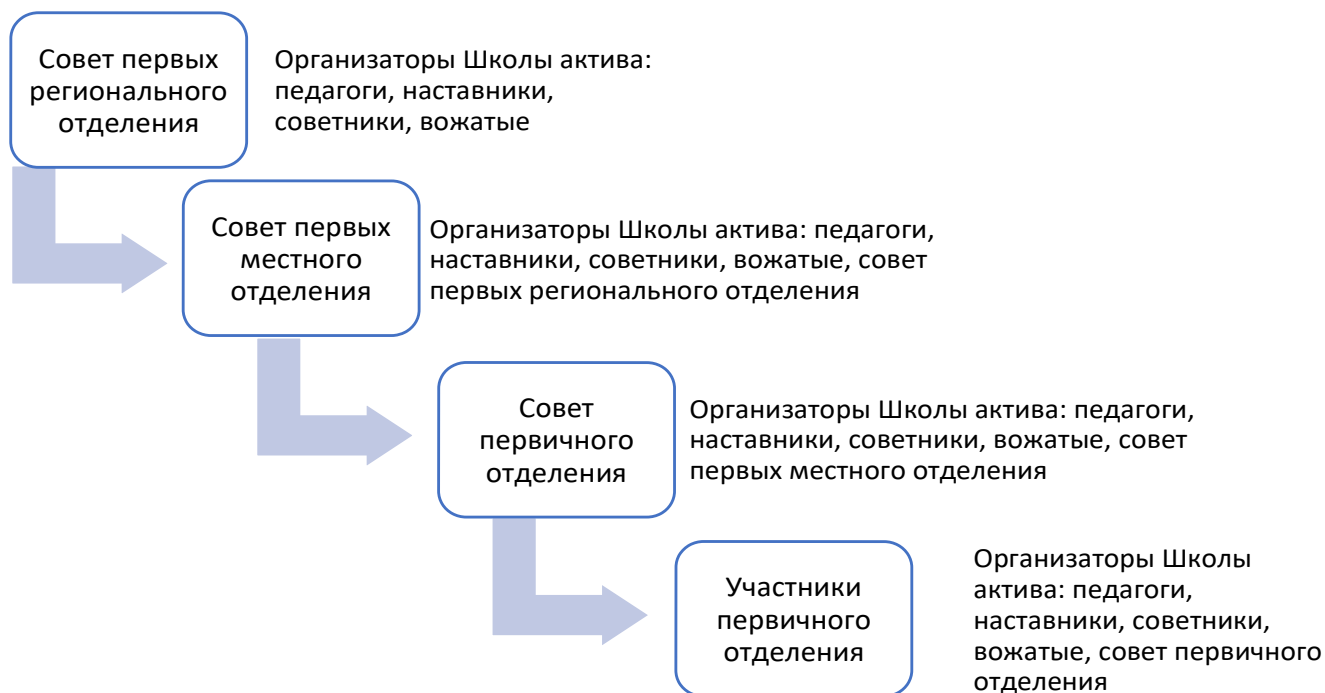 Совет первых
регионального
отделения
Организаторы Школы актива:
педагоги, наставники,
советники, вожатые
Совет первых
местного
отделения
Организаторы Школы актива: педагоги,
наставники, советники, вожатые, совет
первых регионального отделения
Совет
первичного
отделения
Организаторы Школы актива: педагоги,
наставники, советники, вожатые, совет
первых местного отделения
Участники
первичного
отделения
Организаторы Школы
актива: педагоги,
наставники, советники,
вожатые, совет первичного
отделения